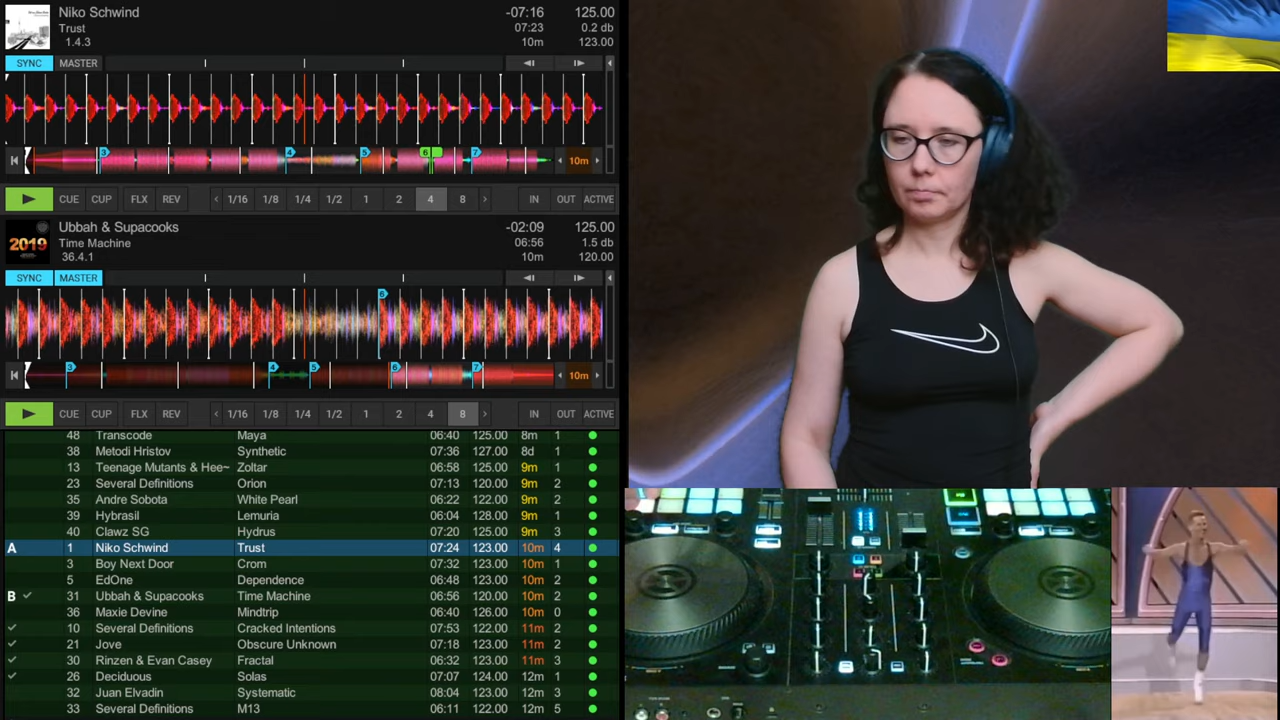 Niko Schwind -07:16 125.00
Trust 07:23 0.2 db
1.4.3 10m 123.00
SYNC MASTER
3 4 5 6 7 10m
CUE CUP FLX REV 1/16 1/8 1/4 1/2 1 2 4 8 IN OUT ACTIVE
Ubbah & Supacooks -02:09 125.00
2019 Time Machine 06:56 1.5 db
36.4.1 10m 120.00
SYNC MASTER
6
3 4 5 6 7 10m
CUE CUP FLX REV 1/16 1/8 1/4 1/2 1 2 4 8 IN OUT ACTIVE
48 Transcode Maya 06:40 125.00 8m 1
38 Metodi Hristov Synthetic 07:36 127.00 8d 1
13 Teenage Mutants & Hee~ Zoltar 06:58 125.00 9m 1
23 Several Definitions Orion 07:13 120.00 9m 2
35 Andre Sobota White Pearl 06:22 122.00 9m 2
39 Hybrasil Lemuria 06:04 128.00 9m 1
40 Clawz SG Hydrus 07:20 125.00 9m 3
A 1 Niko Schwind Trust 07:24 123.00 10m 4
3 Boy Next Door Crom 07:32 123.00 10m 1
5 EdOne Dependence 06:48 123.00 10m 2
B 31 Ubbah & Supacooks Time Machine 06:56 120.00 10m 2
36 Maxie Devine Mindtrip 06:40 126.00 10m 0
10 Several Definitions Cracked Intentions 07:53 122.00 11m 2
21 Jove Obscure Unknown 07:18 123.00 11m 2
30 Rinzen & Evan Casey Fractal 06:32 123.00 11m 3
26 Deciduous Solas 07:07 124.00 12m 1
32 Juan Elvadin Systematic 08:04 123.00 12m 3
33 Several Definitions M13 06:11 122.00 12m 5